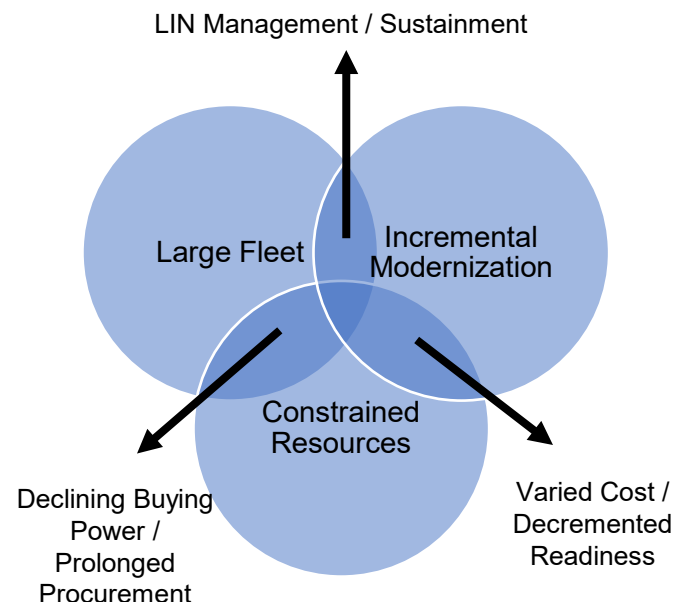 LIN Management / Sustainment
Large Fleet
Incremental
Modernization
Constrained
Resources
Declining Buying
Power /
Prolonged
Procurement
Varied Cost /
Decremented
Readiness